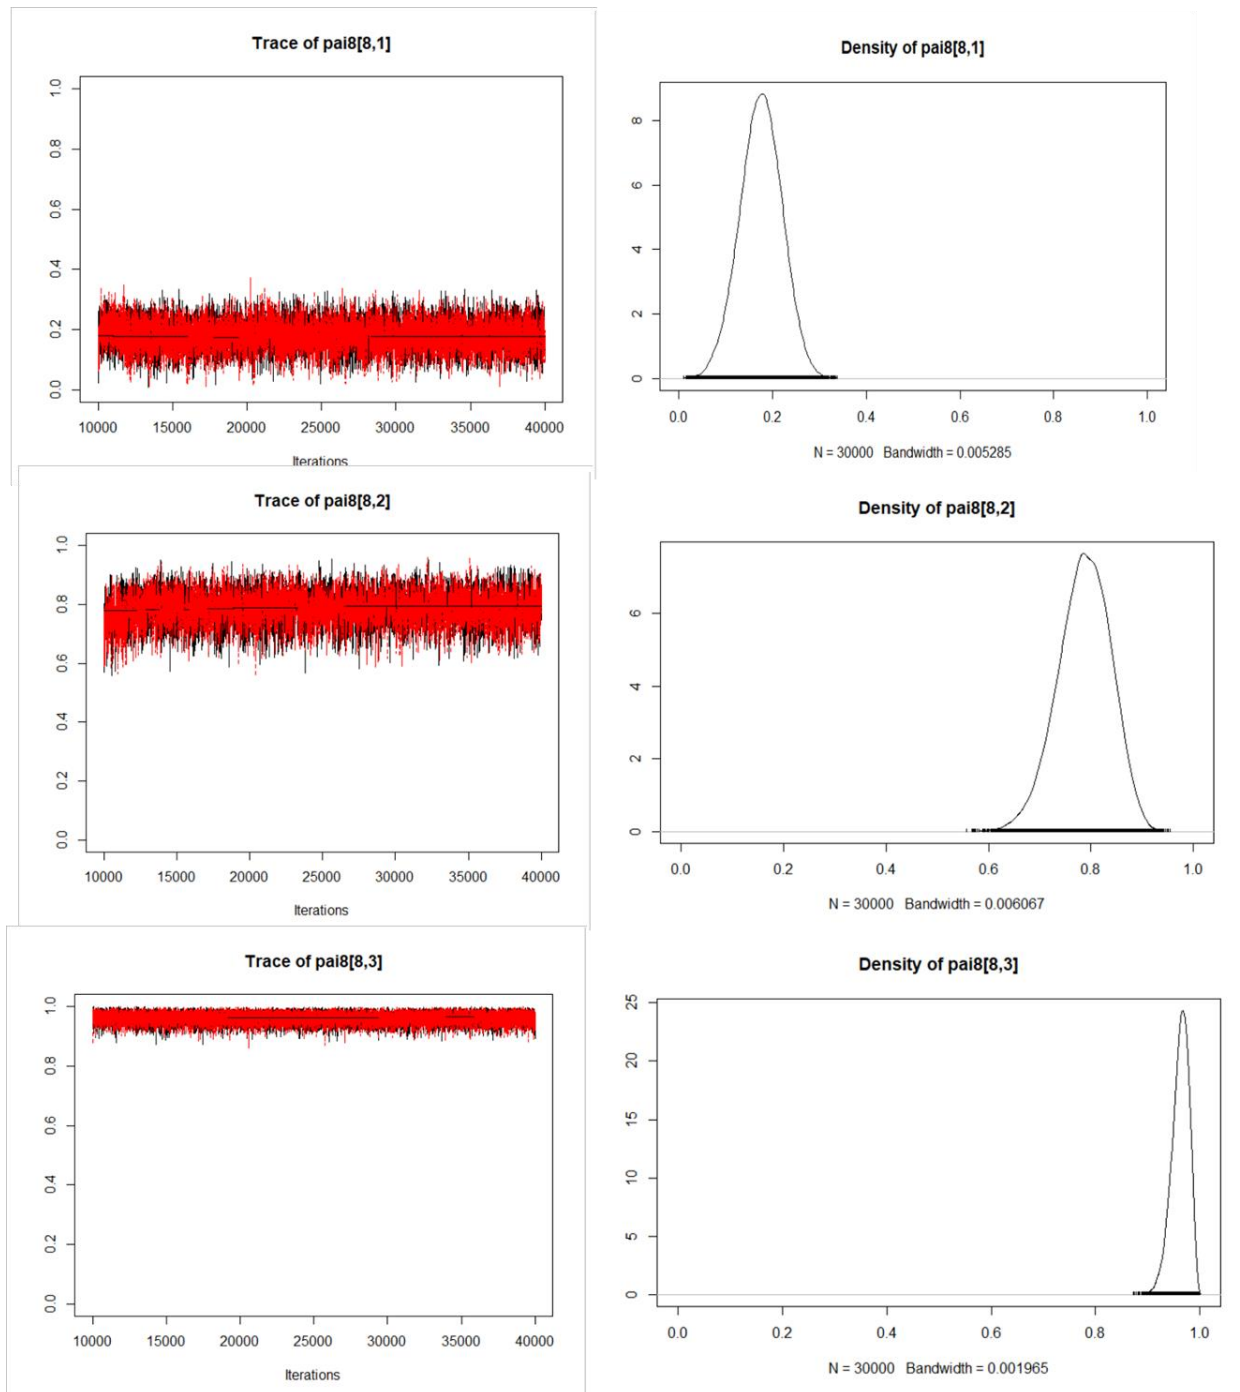 Trace of pai8[8,1]
1.0
0.8
0.6
0.4
0.2
0.0
10000 15000 20000 25000 30000 35000 40000
Iterations
Density of pai8[8,1]
8
6
4
2
0
0.0 0.2 0.4 0.6 0.8 1.0
N = 30000 Bandwidth = 0.005285
Trace of pai8[8,2]
1.0
0.8
0.6
0.4
0.2
0.0
10000 15000 20000 25000 30000 35000 40000
Iterations
Density of pai8[8,2]
6
4
2
0
0.0 0.2 0.4 0.6 0.8 1.0
N = 30000 Bandwidth = 0.006067
Trace of pai8[8,3]
1.0
0.8
0.6
0.4
0.2
0.0
10000 15000 20000 25000 30000 35000 40000
Iterations
Density of pai8[8,3]
25
20
15
10
5
0
0.0 0.2 0.4 0.6 0.8 1.0
N = 30000 Bandwidth = 0.001965